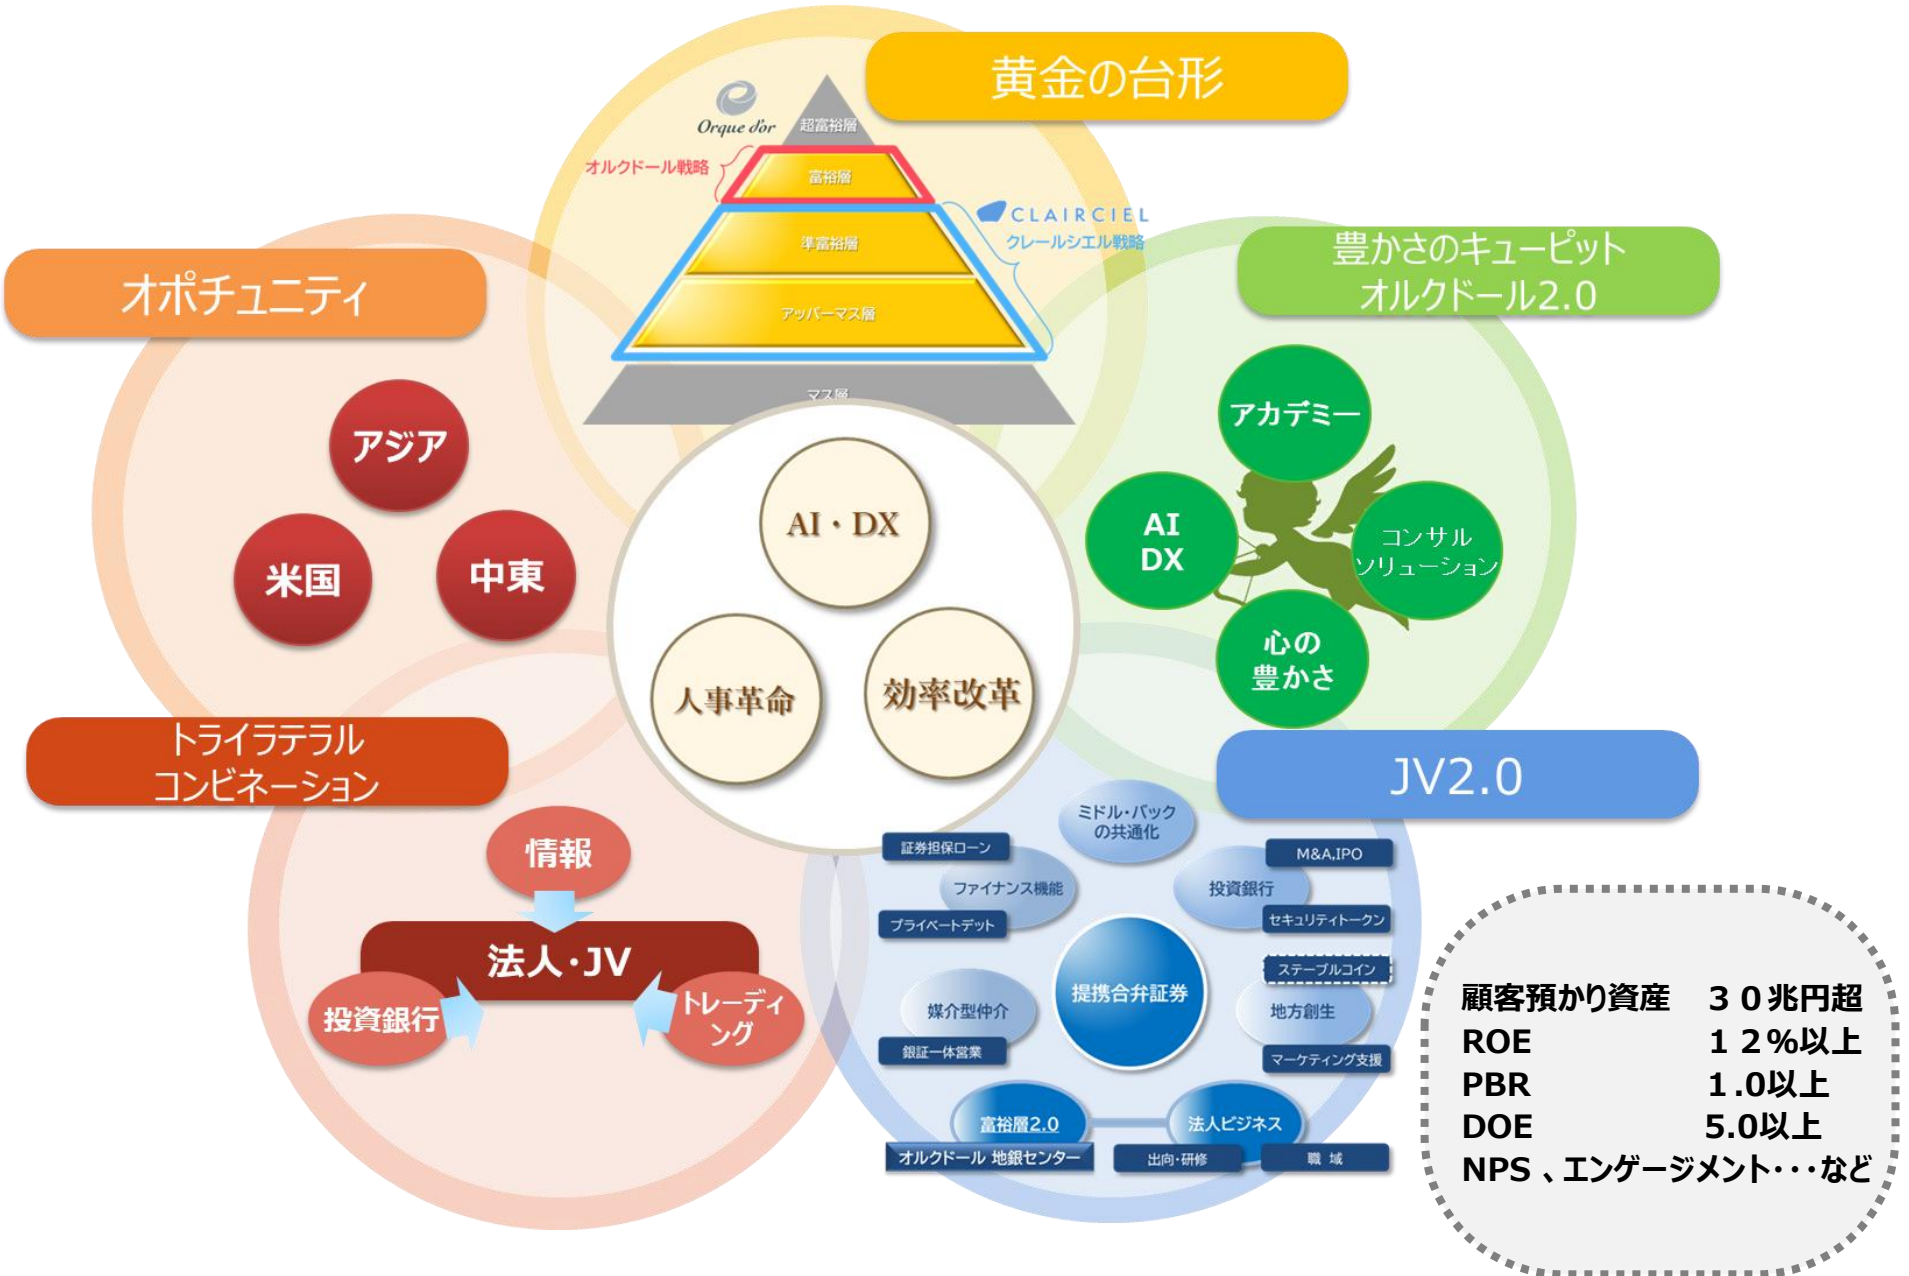 黄金の台形
Orque d'or
超富裕層
オルクドール戦略
富裕層
CLAIRCIEL
クレールシエル戦略
準富裕層
アッパーマス層
マス層
オポチュニティ
アジア
米国
中東
豊かさのキューピット
オルクドール2.0
アカデミー
AI
DX
コンサル
ソリューション
心の
豊かさ
AI・DX
人事革命
効率改革
トライラテラル
コンビネーション
情報
法人・JV
投資銀行
トレーディ
ング
JV2.0
ミドル・バック
の共通化
証券担保ローン
ファイナンス機能
プライベートデット
M&A,IPO
投資銀行
セキュリティトークン
提携合弁証券
ステーブルコイン
地方創生
マーケティング支援
媒介型仲介
銀証一体営業
富裕層2.0
オルクドール 地銀センター
法人ビジネス
出向・研修
職 域
顧客預かり資産 30兆円超
ROE 12%以上
PBR 1.0以上
DOE 5.0以上
NPS 、エンゲージメント・・・など